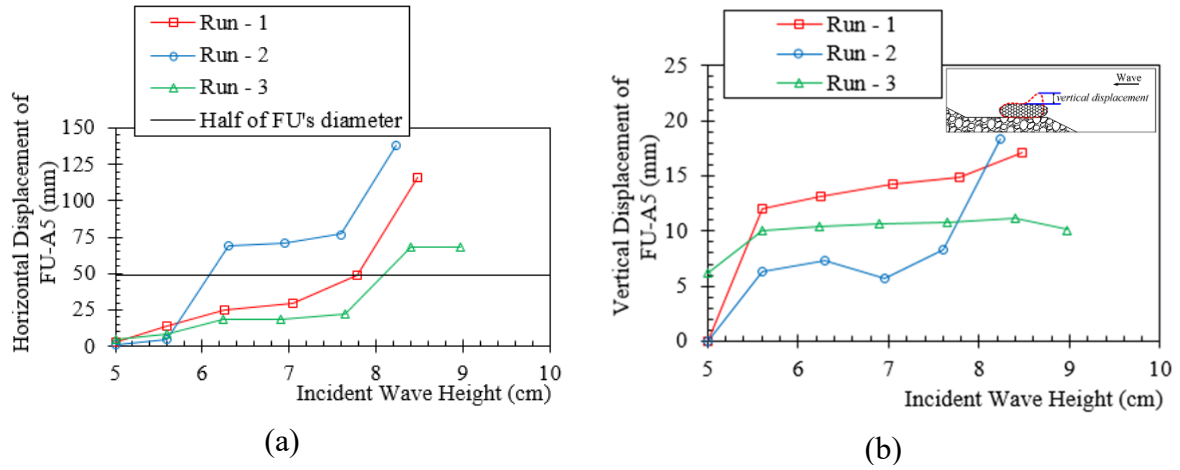 Run - 1
Run - 2
Run - 3
Half of FU's diameter
Horizontal Displacement of
FU-A5 (mm)
150
125
100
75
50
25
0
5 6 7 8 9 10
Incident Wave Height (cm)
(a)
Run - 1
Run - 2
Run - 3
Wave
vertical displacement
Vertical Displacement of
FU-A5 (mm)
25
20
15
10
5
0
5 6 7 8 9 10
Incident Wave Height (cm)
(b)